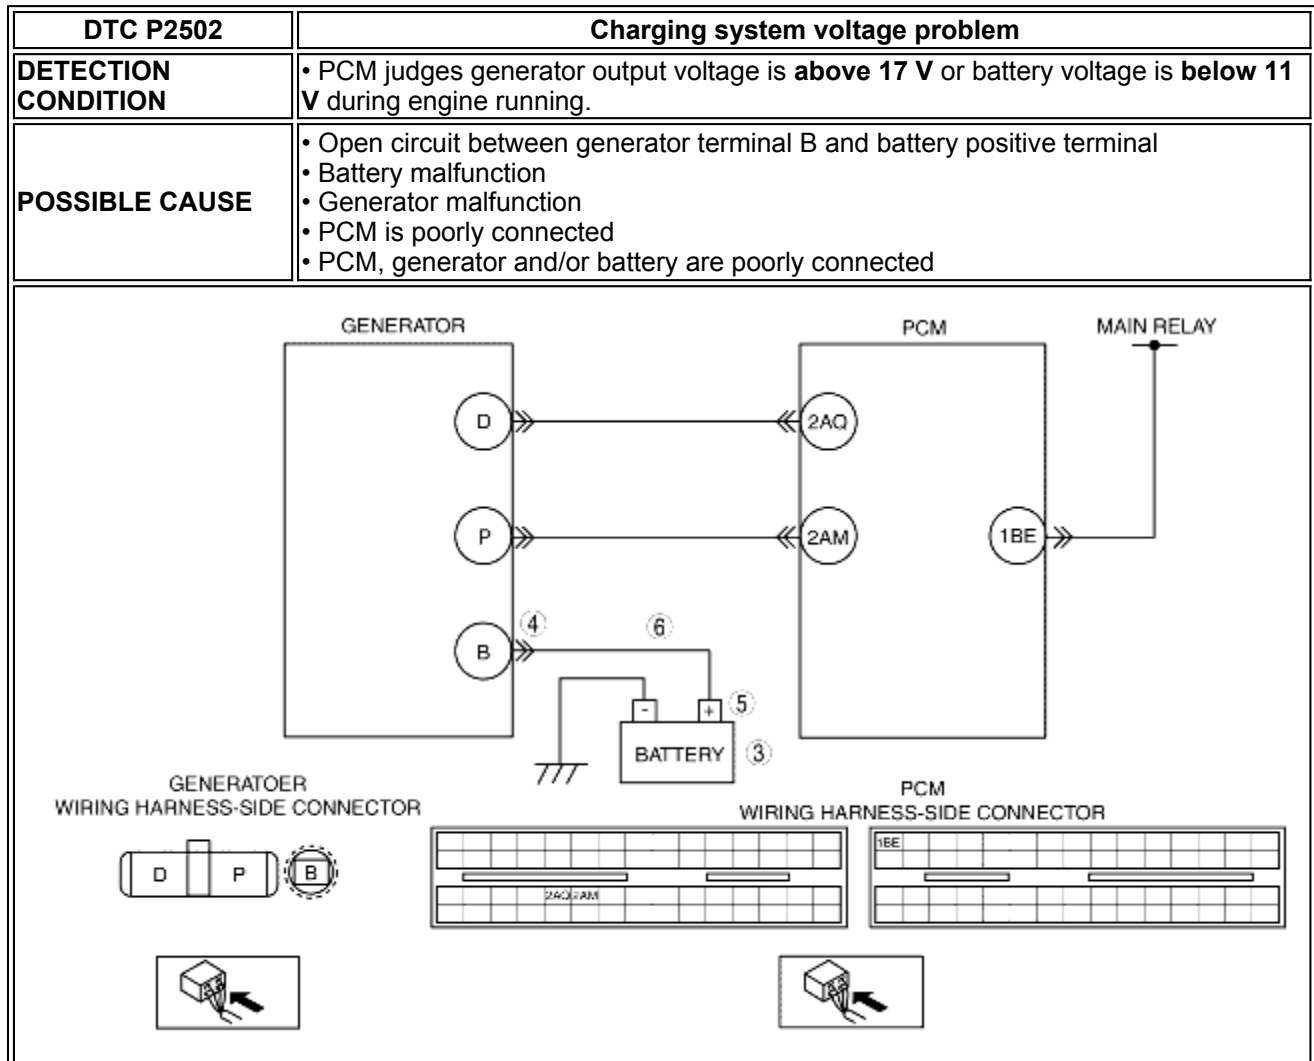 DTC P2502
Charging system voltage problem
DETECTION
CONDITION
• PCM judges generator output voltage is above 17 V or battery voltage is below 11
V during engine running.
POSSIBLE CAUSE
• Open circuit between generator terminal B and battery positive terminal
• Battery malfunction
• Generator malfunction
• PCM is poorly connected
• PCM, generator and/or battery are poorly connected
GENERATOR
PCM
MAIN RELAY
D
2AQ
P
2AM
1BE
B
④
⑥
-
+
⑤
BATTERY
③
GENERATOER
WIRING HARNESS-SIDE CONNECTOR
PCM
WIRING HARNESS-SIDE CONNECTOR
D
P
B
2AQ
2AM
1BE